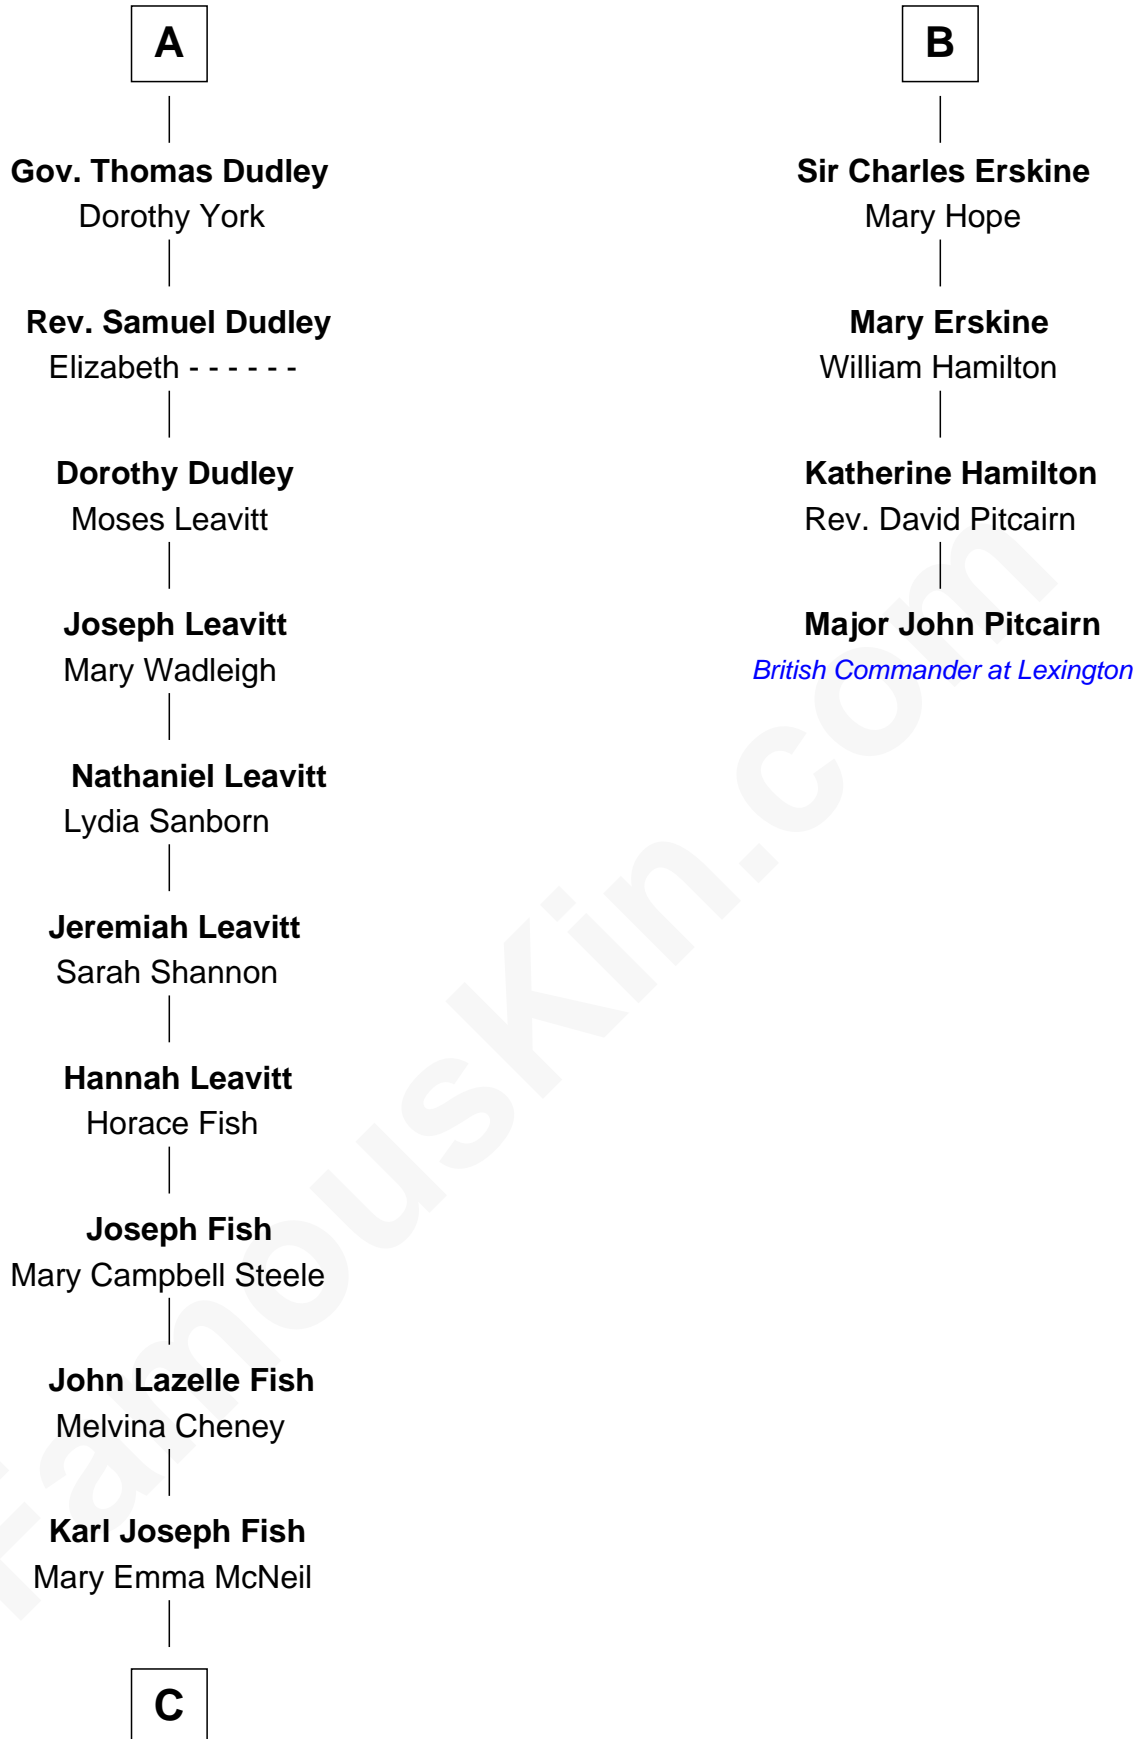 A
Gov. Thomas Dudley
Dorothy York
Rev. Samuel Dudley
Elizabeth - - - - - -
Dorothy Dudley
Moses Leavitt
Joseph Leavitt
Mary Wadleigh
Nathaniel Leavitt
Lydia Sanborn
Jeremiah Leavitt
Sarah Shannon
Hannah Leavitt
Horace Fish
Joseph Fish
Mary Campbell Steele
John Lazelle Fish
Melvina Cheney
Karl Joseph Fish
Mary Emma McNeil
C
B
Sir Charles Erskine
Mary Hope
Mary Erskine
William Hamilton
Katherine Hamilton
Rev. David Pitcairn
Major John Pitcairn
British Commander at Lexington
FamousKin.com